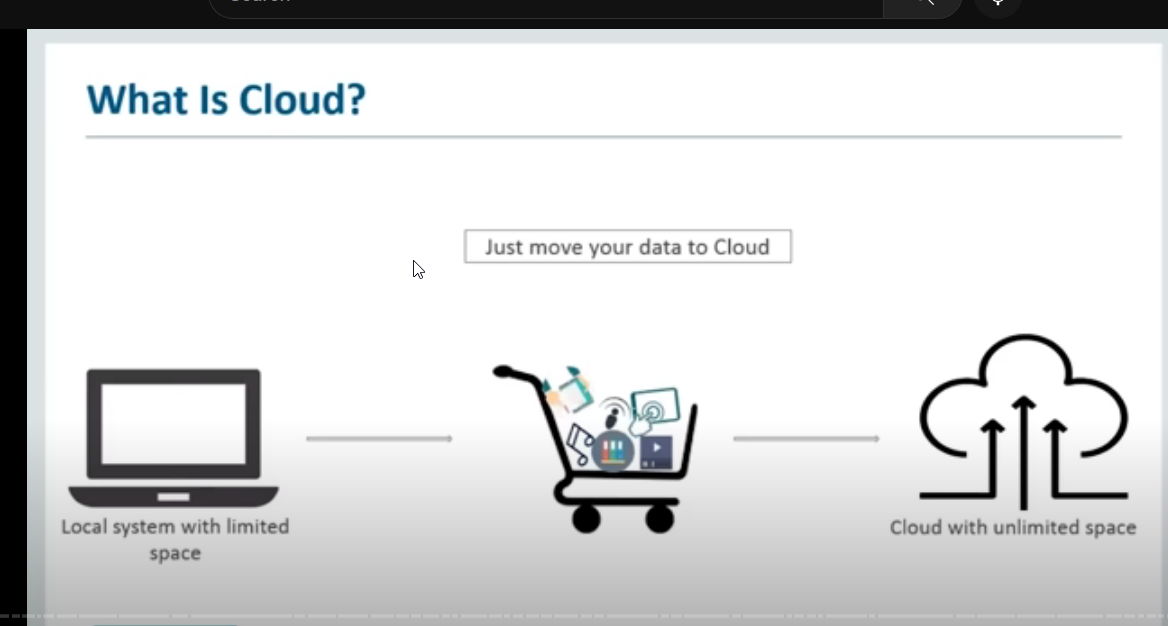 What Is Cloud?
Just move your data to Cloud
Local system with limited
space
Cloud with unlimited space